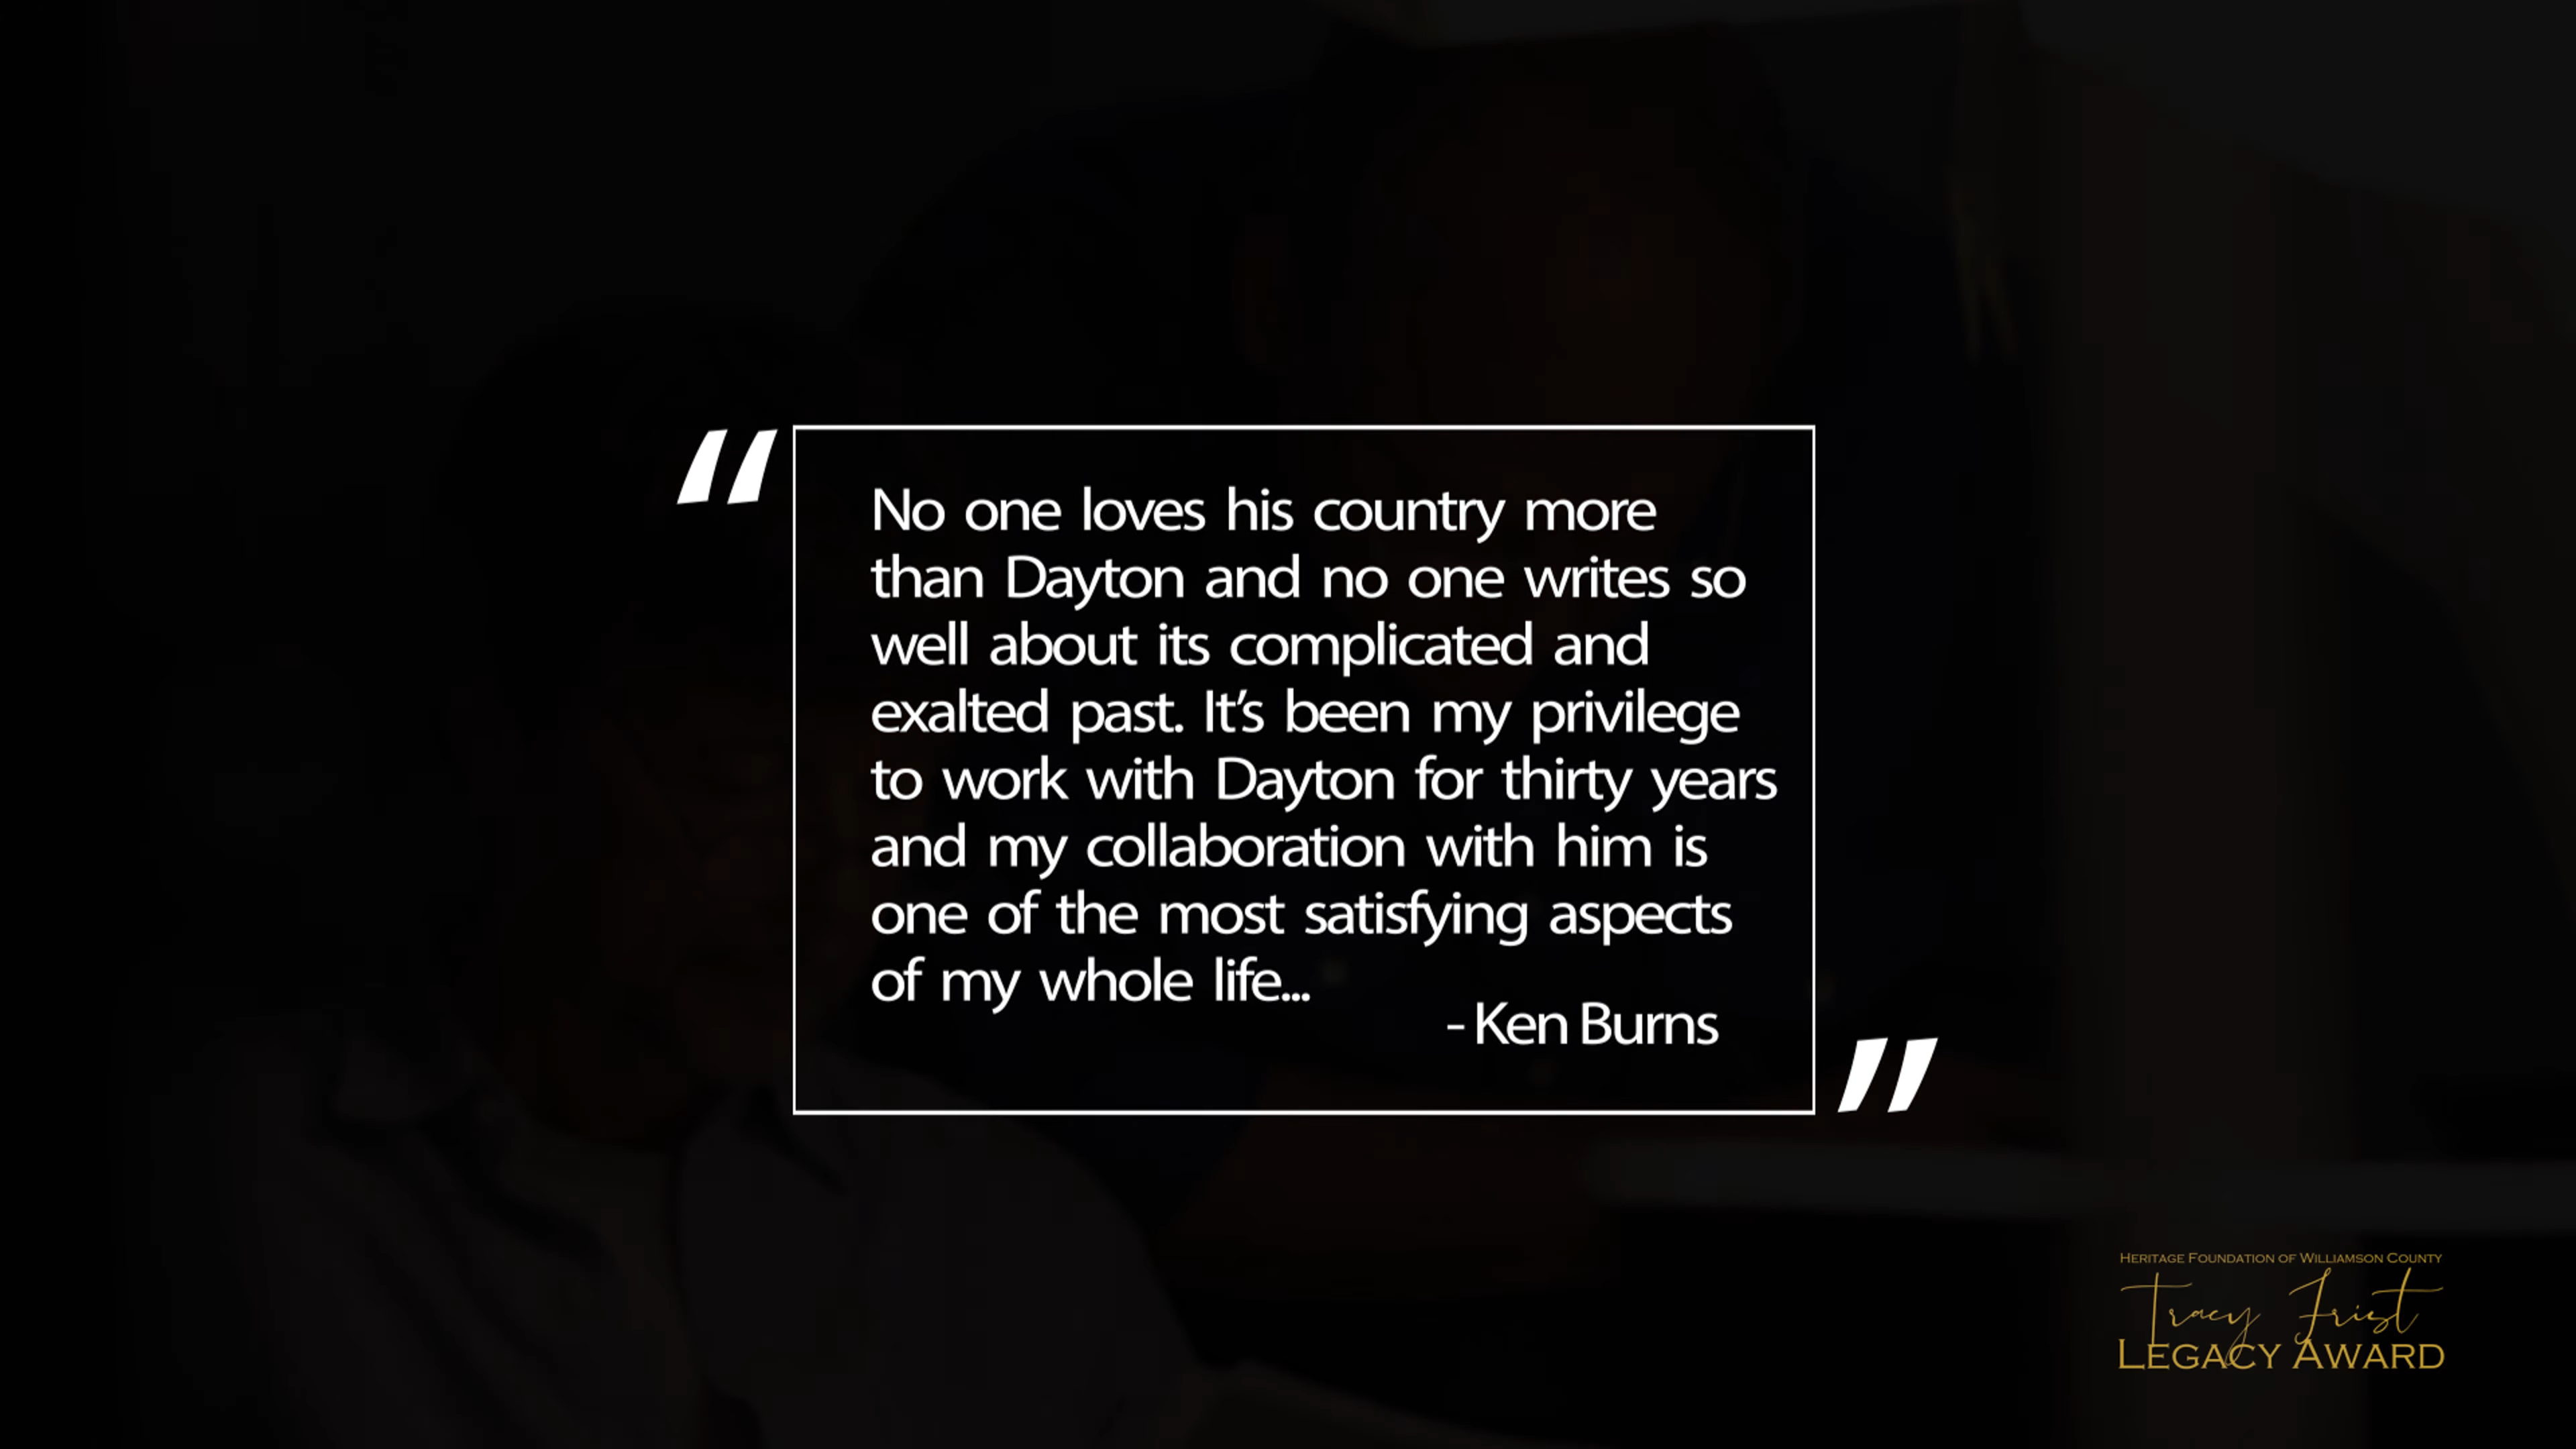 “
No one loves his country more
than Dayton and no one writes so
well about its complicated and
exalted past. It’s been my privilege
to work with Dayton for thirty years
and my collaboration with him is
one of the most satisfying aspects
of my whole life...
- Ken Burns
”
HERITAGE FOUNDATION OF WILLIAMSON COUNTY
Tracy Frist
LEGACY AWARD